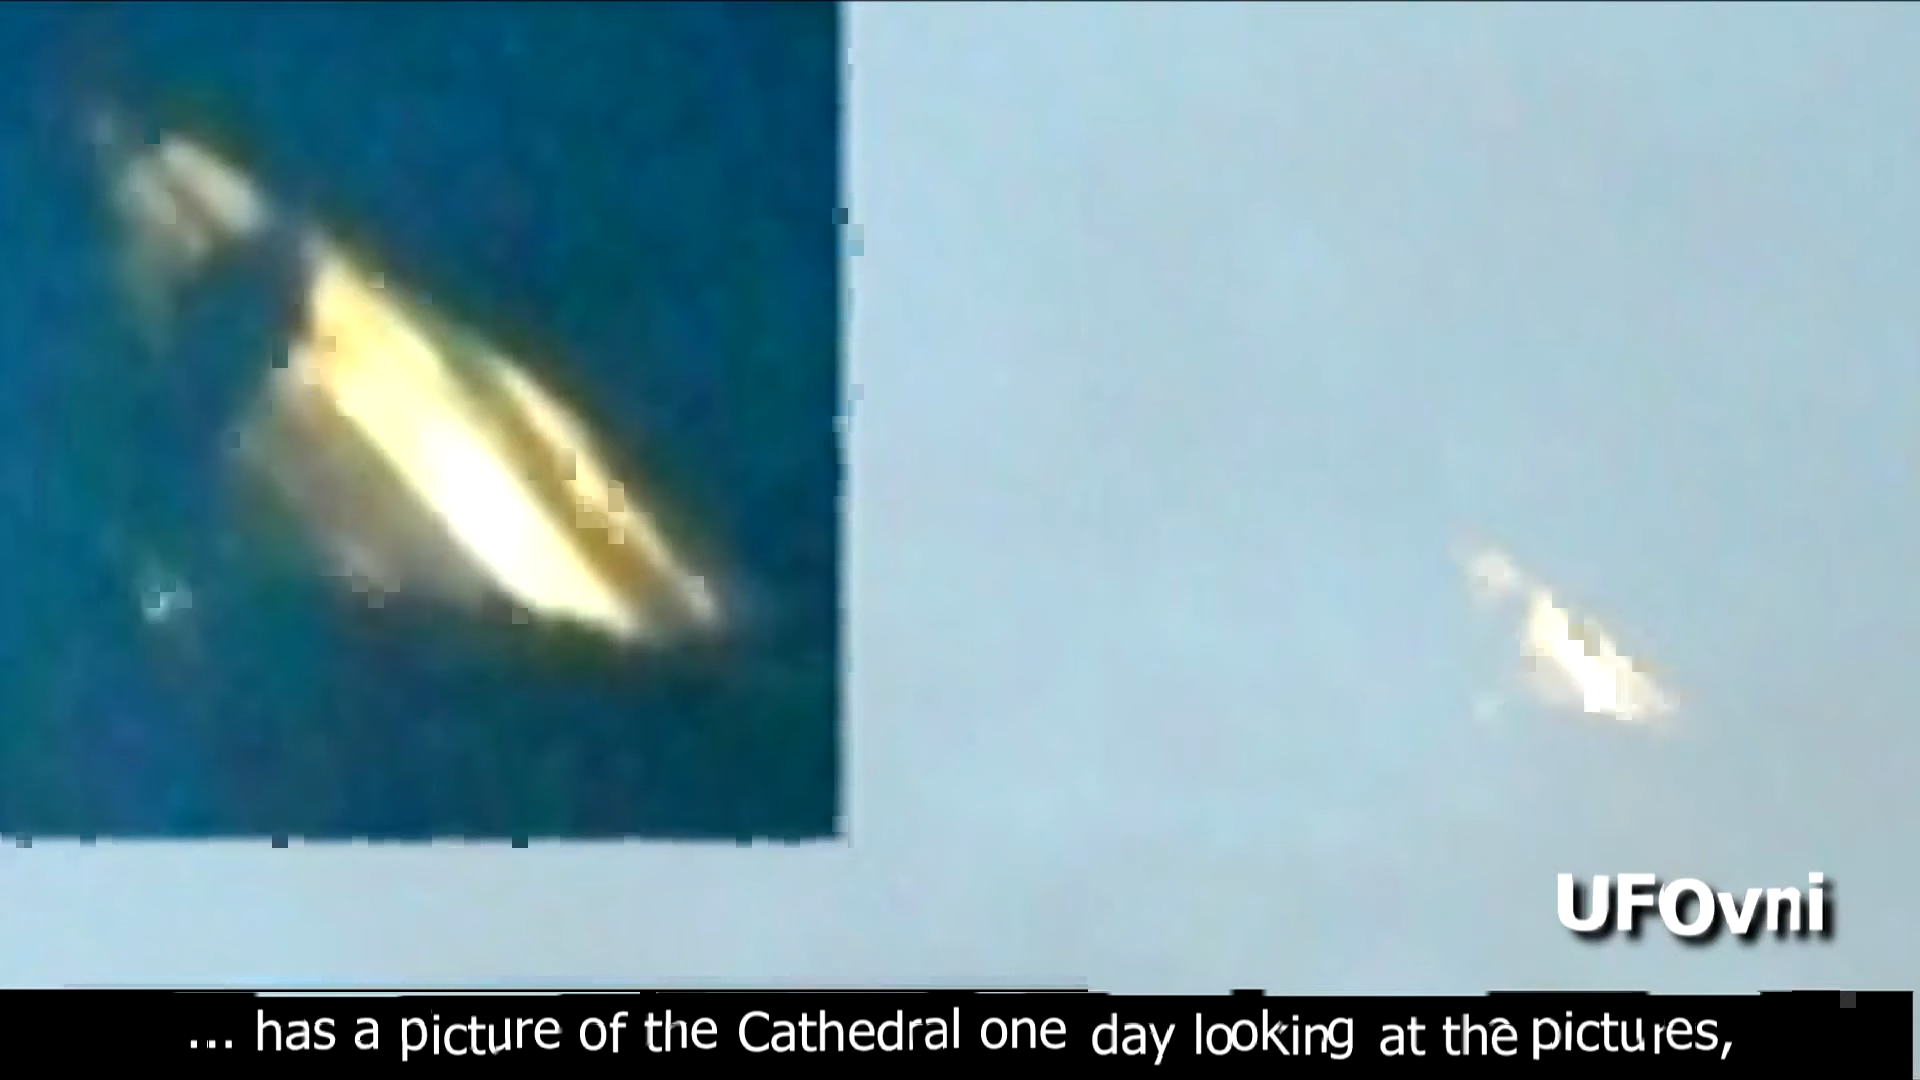 UFOvni
... has a picture of the Cathedral one day looking at the pictures,